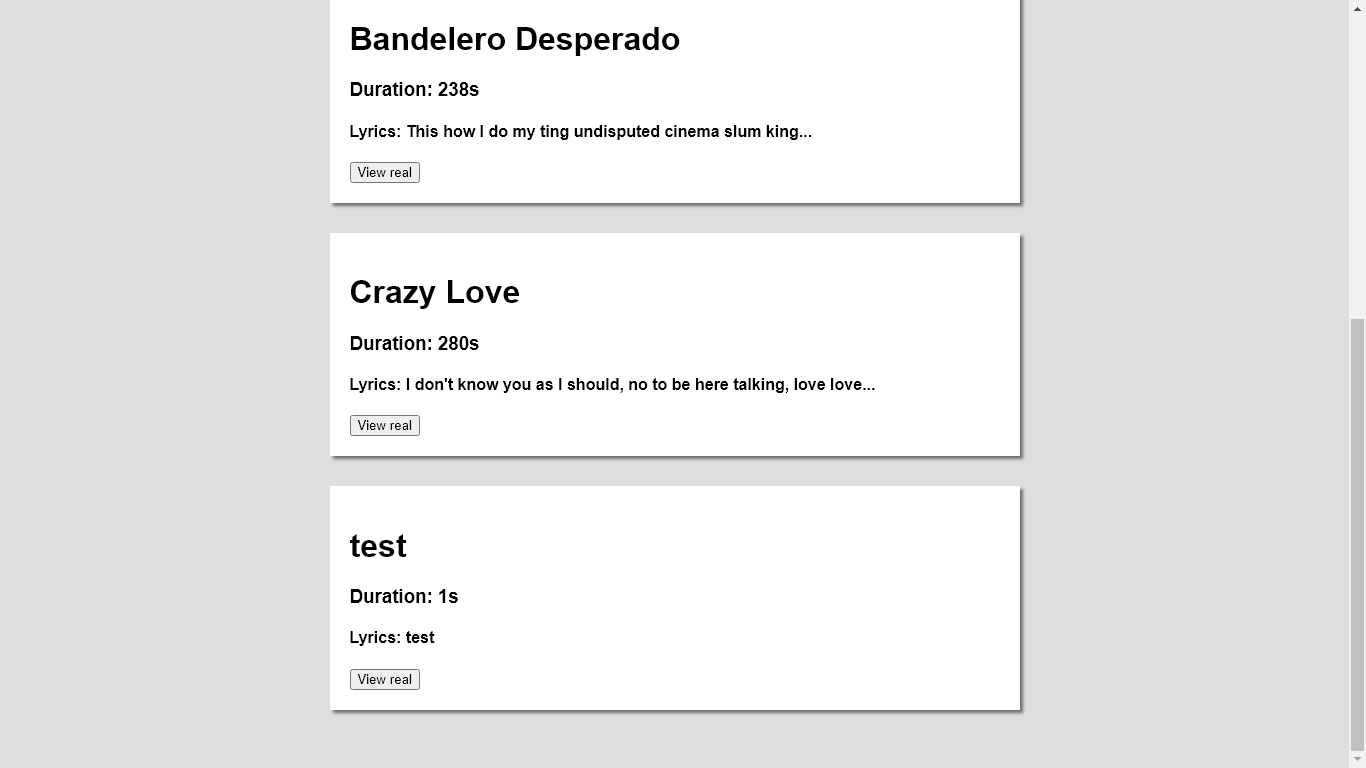 Bandelero Desperado
Duration: 238s
Lyrics: This how I do my ting undisputed cinema slum king...
View real
Crazy Love
Duration: 280s
Lyrics: I don't know you as I should, no to be here talking, love love...
View real
test
Duration: 1s
Lyrics: test
View real